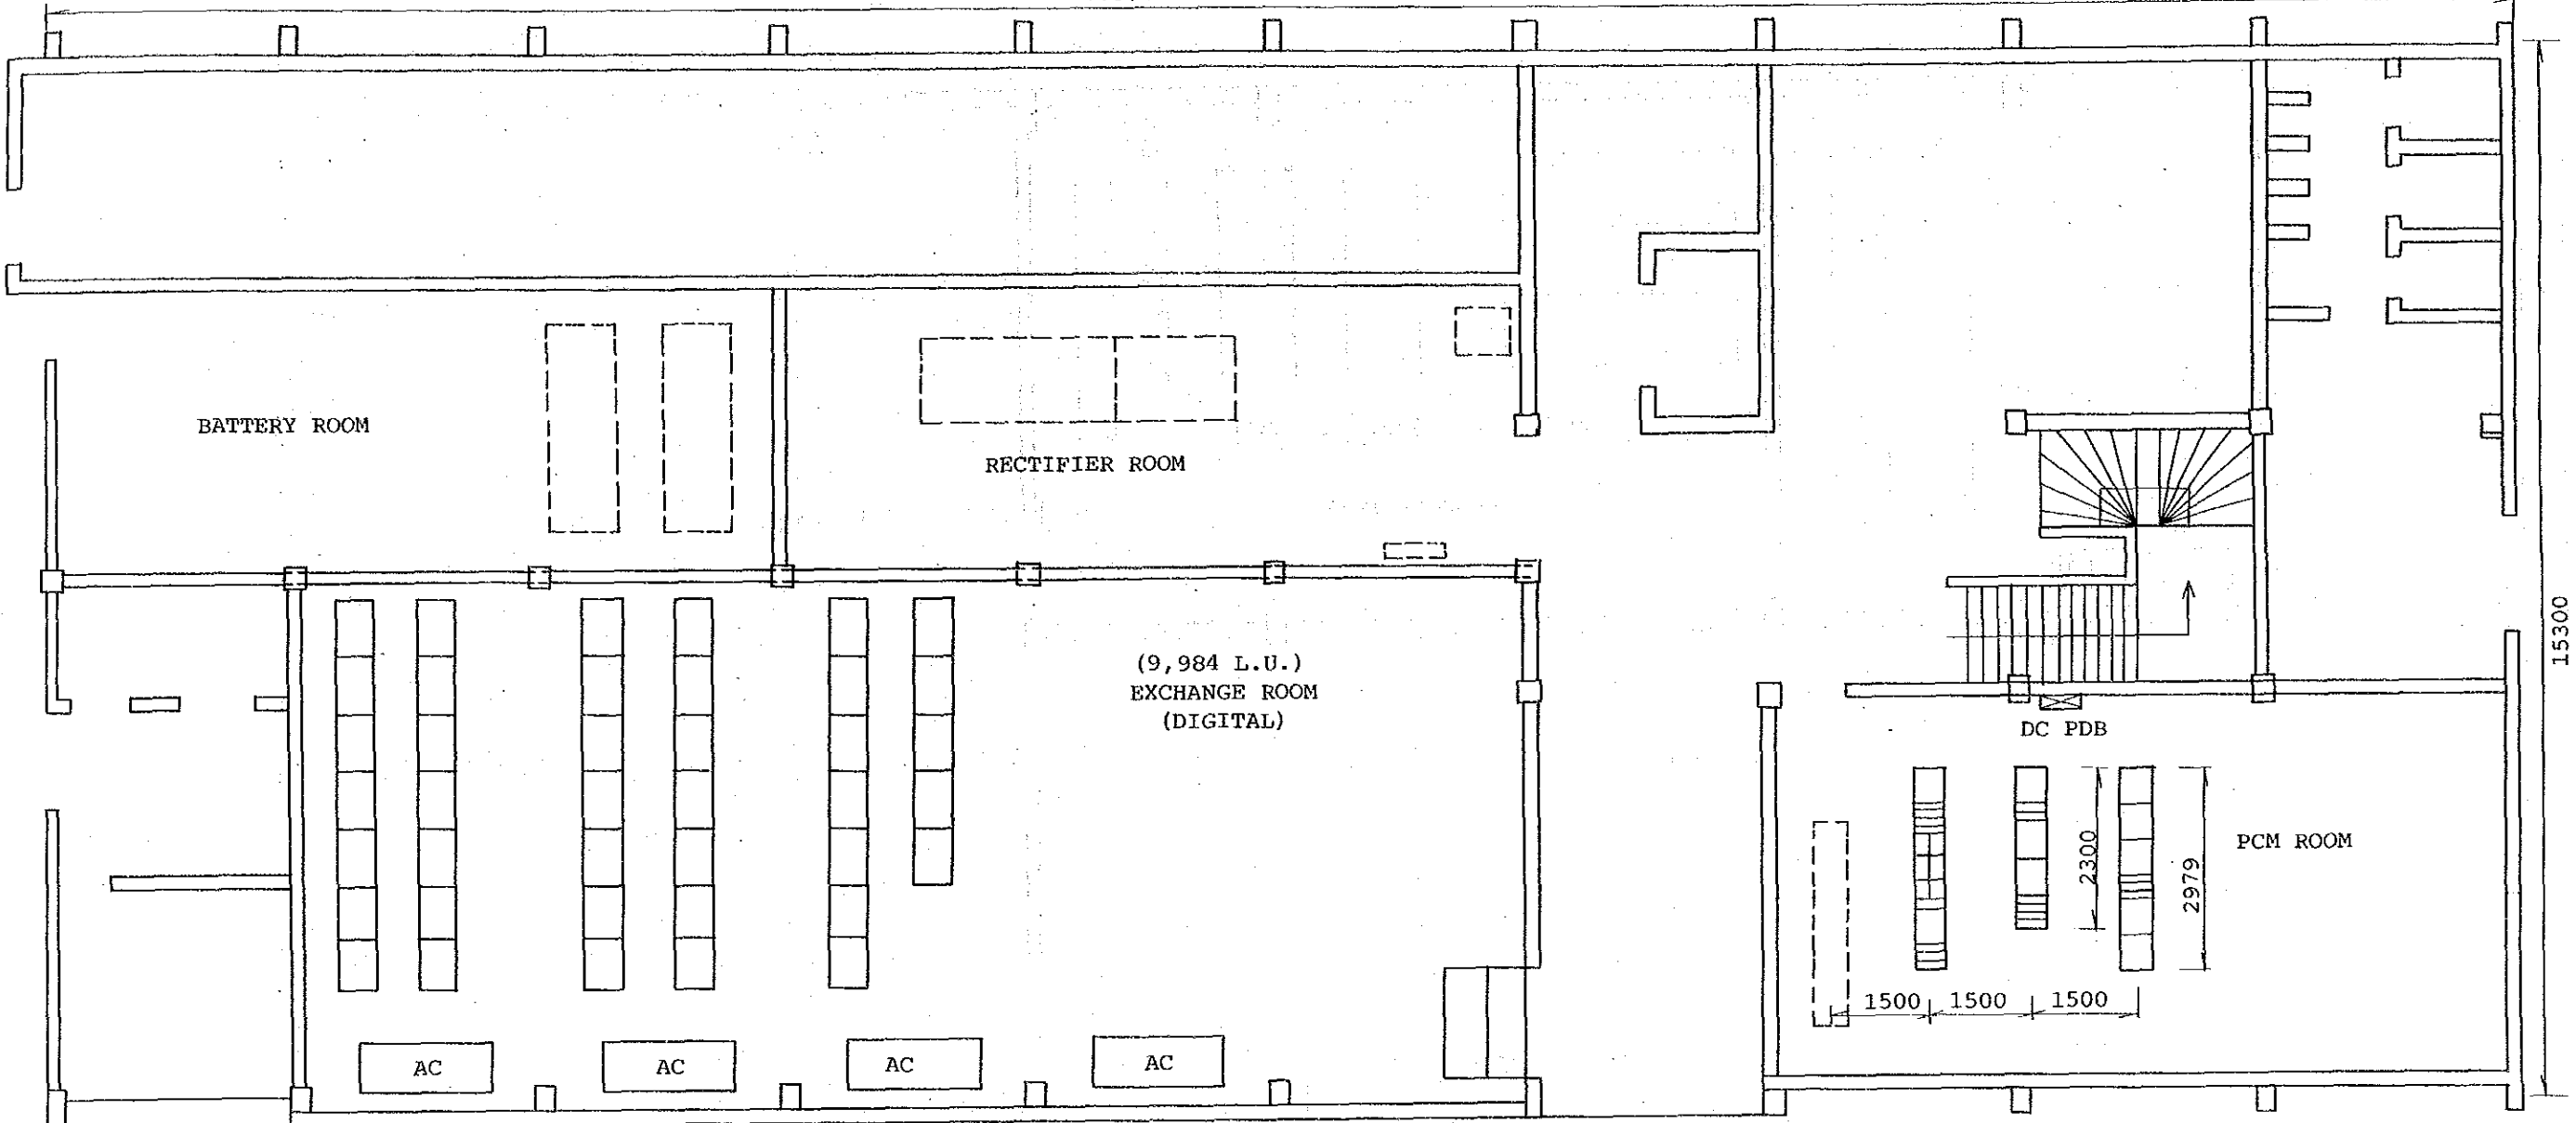 BATTERY ROOM
RECTIFIER ROOM
(9,984 L.U.)
EXCHANGE ROOM
(DIGITAL)
15300
DC PDB
PCM ROOM
2300
2979
1500 1500 1500
AC AC AC AC